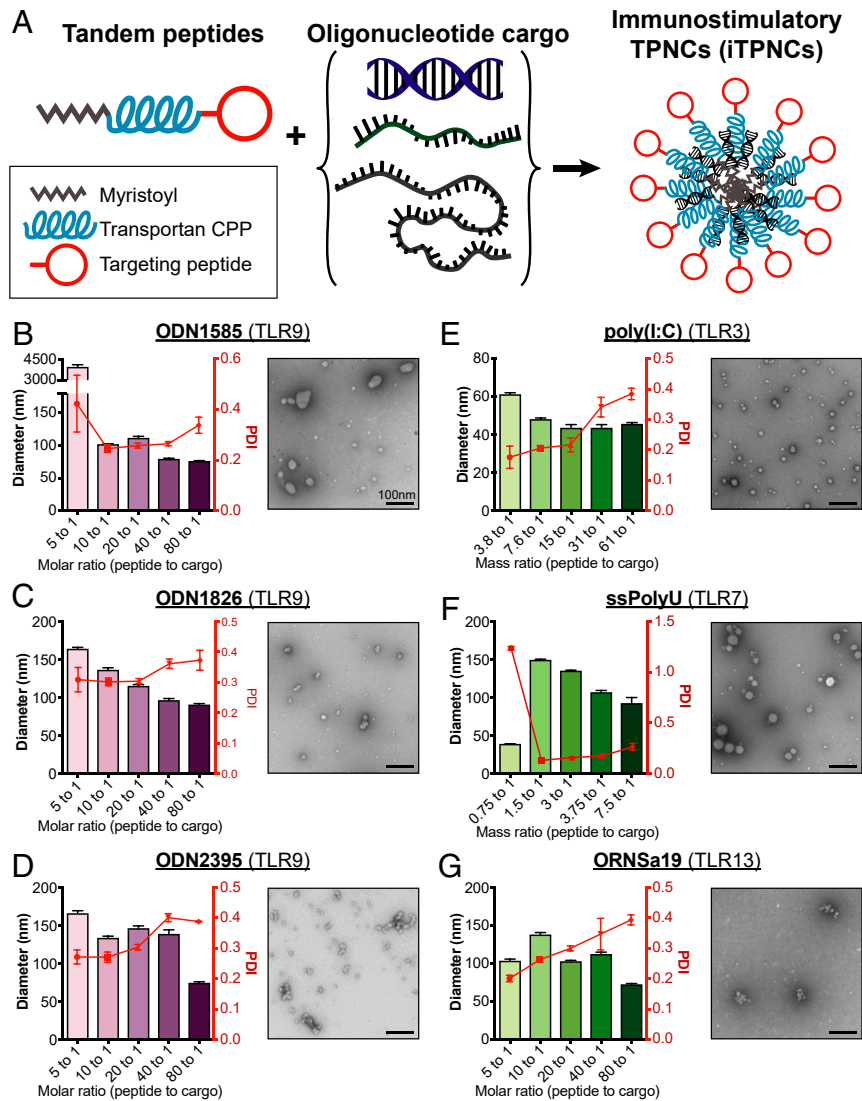 A
Tandem peptides
Oligonucleotide cargo
Immunostimulatory
TPNCs (iTPNCs)
+
Myristoyl
Transportan CPP
Targeting peptide
B
ODN1585 (TLR9)
Diameter (nm)
4500
3000
150
100
50
0
0.6
0.4
0.2
0.0
PDI
5 to 1
10 to 1
20 to 1
40 to 1
80 to 1
Molar ratio (peptide to cargo)
100nm
E
poly(I:C) (TLR3)
Diameter (nm)
80
60
40
20
0
0.5
0.4
0.3
0.2
0.1
0.0
PDI
3.8 to 1
7.6 to 1
15 to 1
31 to 1
61 to 1
Mass ratio (peptide to cargo)
C
ODN1826 (TLR9)
Diameter (nm)
200
150
100
50
0
0.5
0.4
0.3
0.2
0.1
0.0
PDI
5 to 1
10 to 1
20 to 1
40 to 1
80 to 1
Molar ratio (peptide to cargo)
F
ssPolyU (TLR7)
Diameter (nm)
200
150
100
50
0
1.5
1.0
0.5
0.0
PDI
0.75 to 1
1.5 to 1
3 to 1
3.75 to 1
7.5 to 1
Mass ratio (peptide to cargo)
D
ODN2395 (TLR9)
Diameter (nm)
200
150
100
50
0
0.5
0.4
0.3
0.2
0.1
0.0
PDI
5 to 1
10 to 1
20 to 1
40 to 1
80 to 1
Molar ratio (peptide to cargo)
G
ORNSa19 (TLR13)
Diameter (nm)
200
150
100
50
0
0.5
0.4
0.3
0.2
0.1
0.0
PDI
5 to 1
10 to 1
20 to 1
40 to 1
80 to 1
Molar ratio (peptide to cargo)